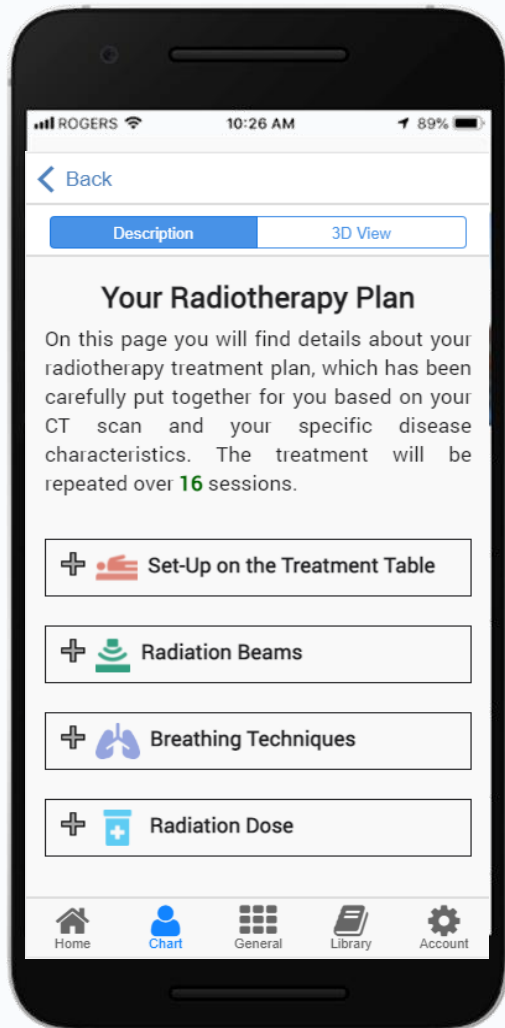 ROGERS 10:26 AM 89%
Back
Description 3D View
Your Radiotherapy Plan
On this page you will find details about your
radiotherapy treatment plan, which has been
carefully put together for you based on your
CT scan and your specific disease
characteristics. The treatment will be
repeated over 16 sessions.
Set-Up on the Treatment Table
Radiation Beams
Breathing Techniques
Radiation Dose
Home Chart General Library Account